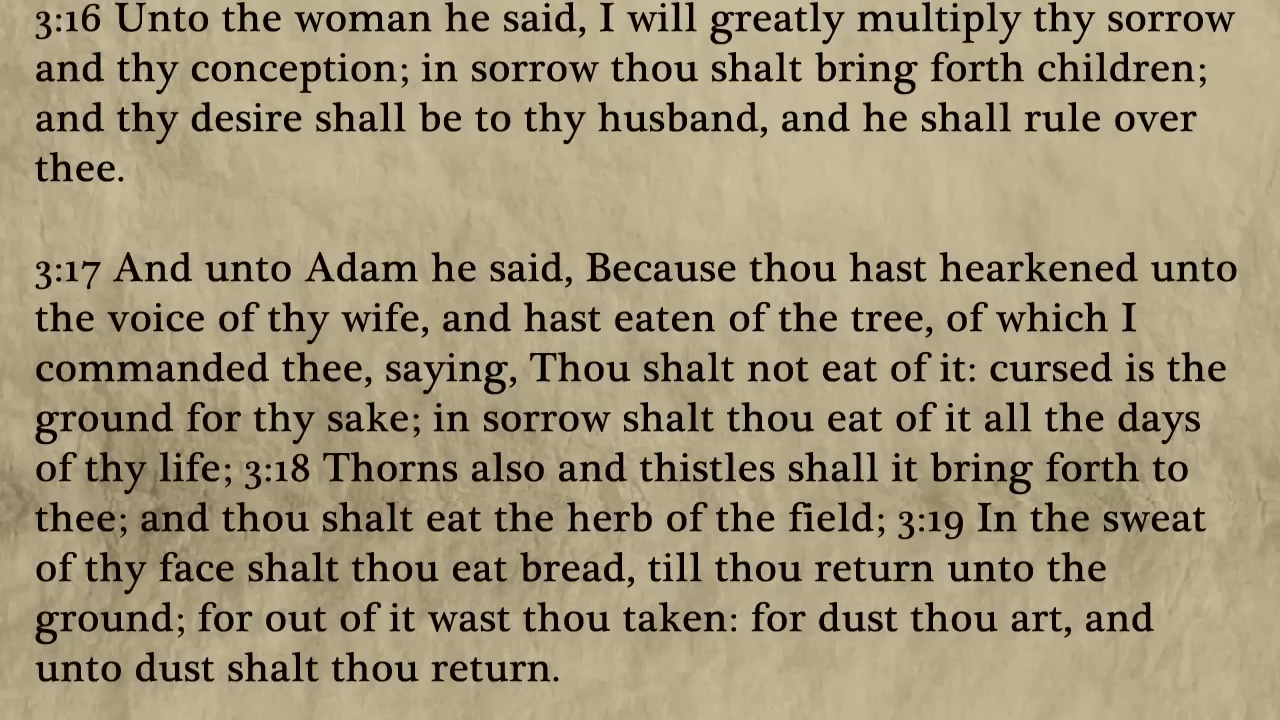 3:16 Unto the woman he said, I will greatly multiply thy sorrow
and thy conception; in sorrow thou shalt bring forth children;
and thy desire shall be to thy husband, and he shall rule over
thee.
3:17 And unto Adam he said, Because thou hast hearkened unto
the voice of thy wife, and hast eaten of the tree, of which I
commanded thee, saying, Thou shalt not eat of it: cursed is the
ground for thy sake; in sorrow shalt thou eat of it all the days
of thy life; 3:18 Thorns also and thistles shall it bring forth to
thee; and thou shalt eat the herb of the field; 3:19 In the sweat
of thy face shalt thou eat bread, till thou return unto the
ground; for out of it wast thou taken: for dust thou art, and
unto dust shalt thou return.